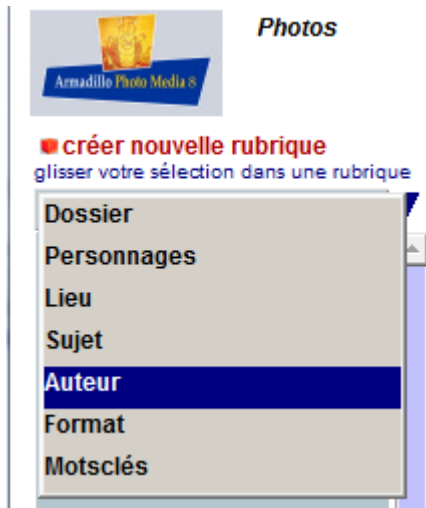 Photos
Armadillo Photo Media 8
créer nouvelle rubrique
glisser votre sélection dans une rubrique
Dossier
Personnages
Lieu
Sujet
Auteur
Format
Motsclés